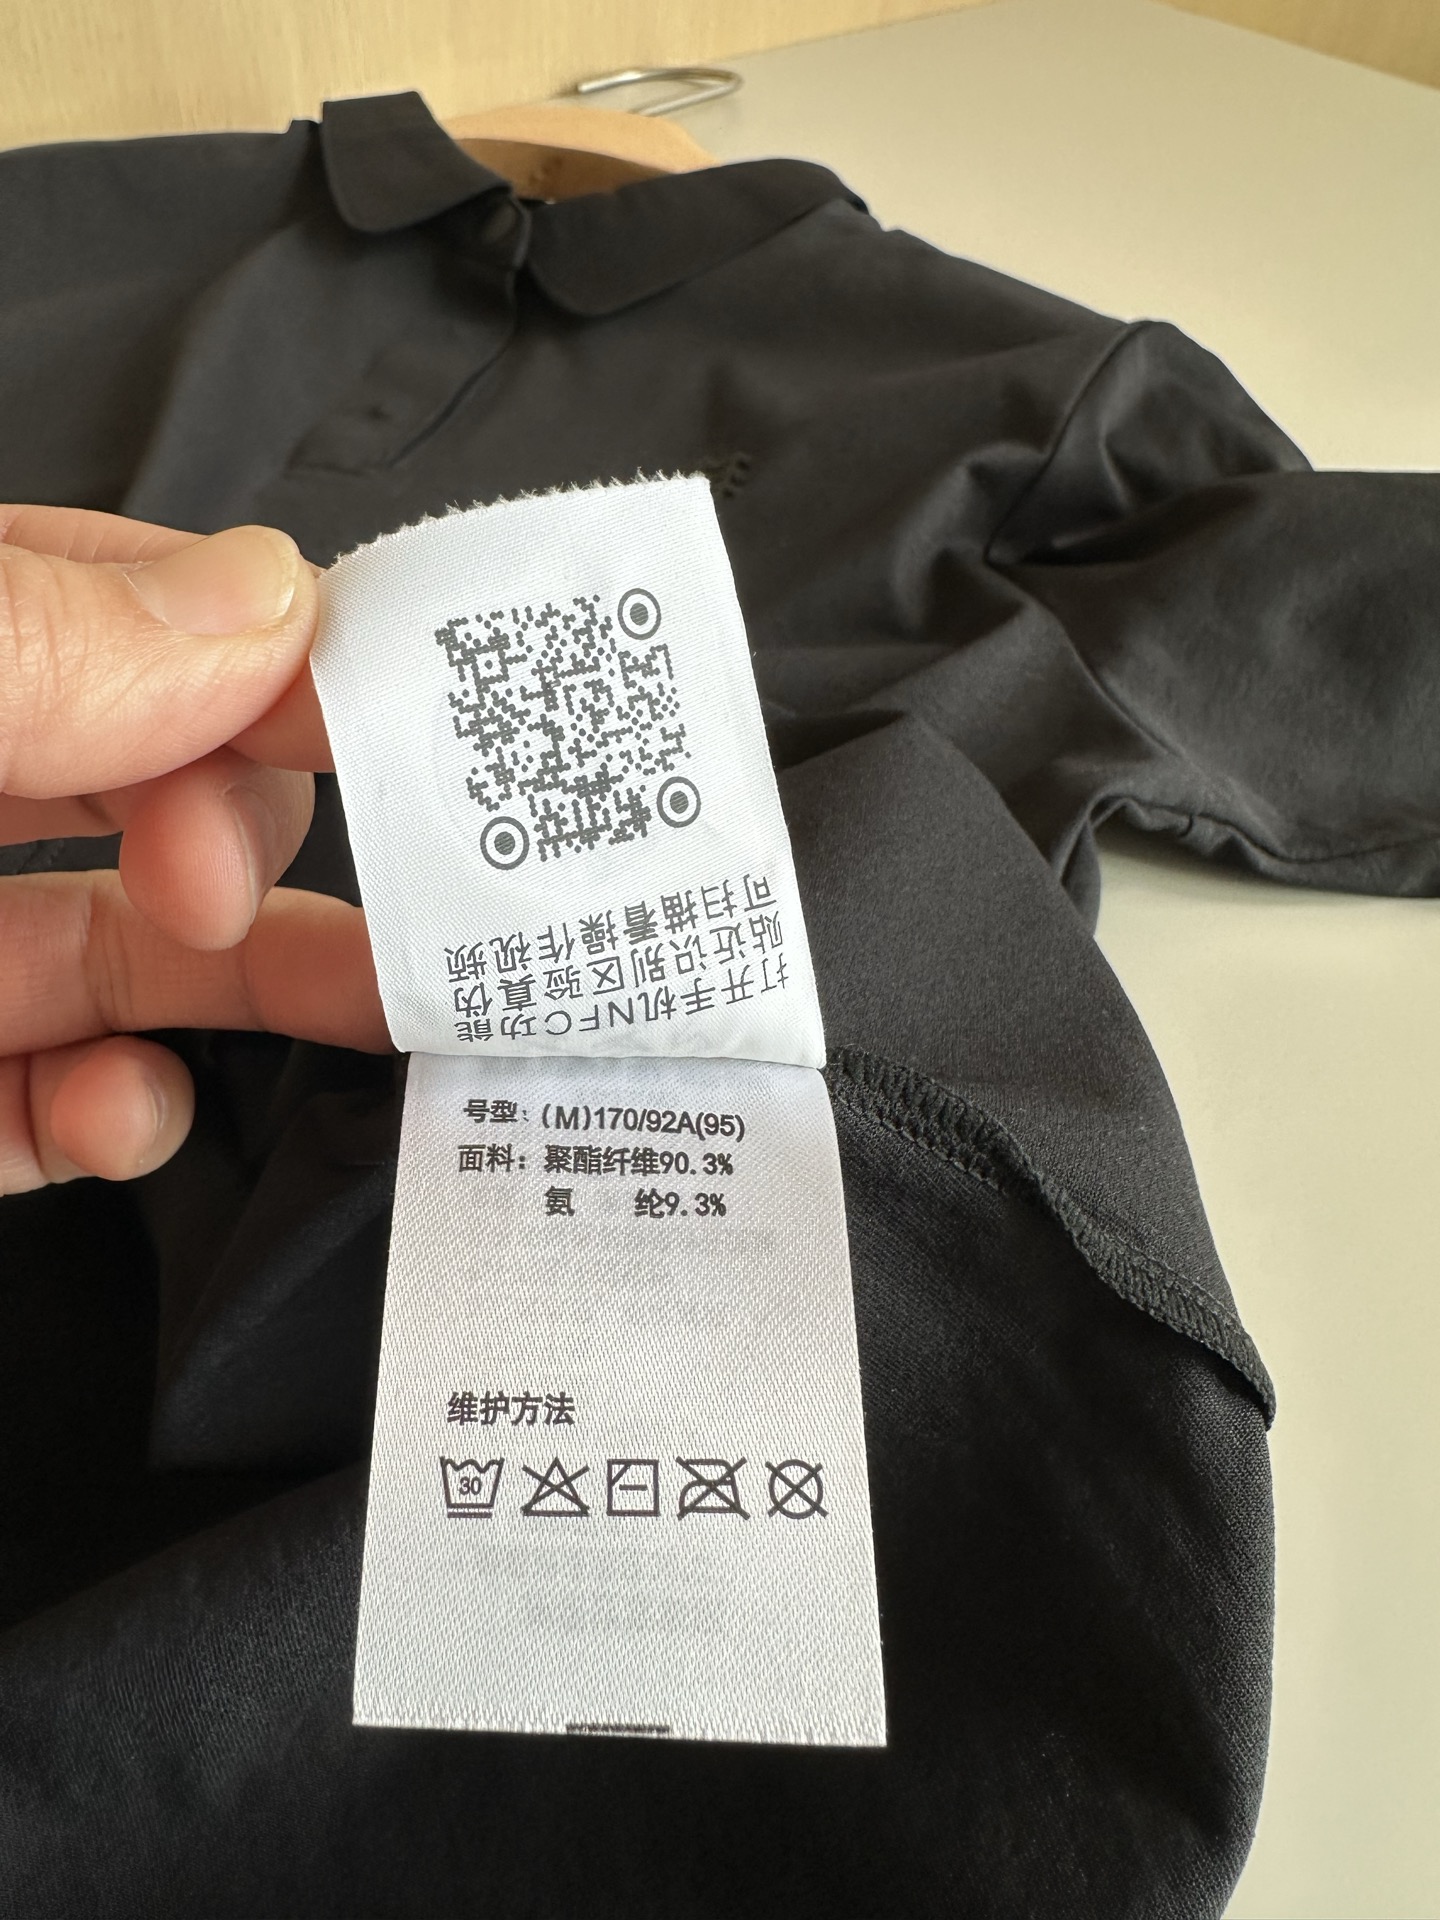 打开手机NFC功能
贴近识别区验真伪
可扫描看操作视频
号型：(M)170/92A(95)
面料：聚酯纤维90.3%
氨 纶9.3%
维护方法
30